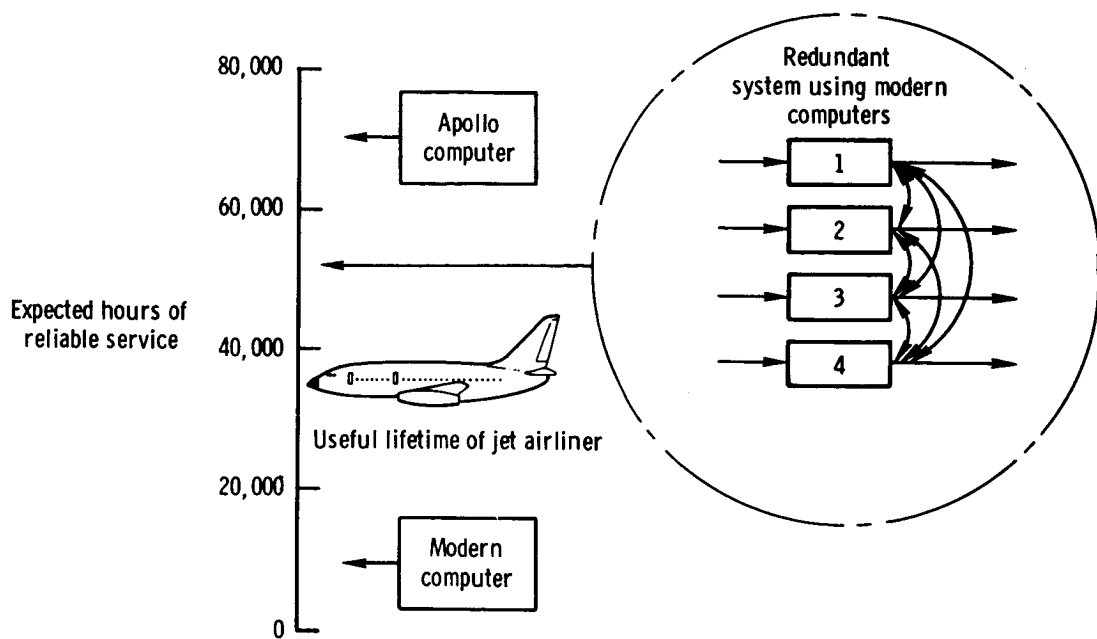 80,000
60,000
40,000
20,000
0
Expected hours of
reliable service
Apollo
computer
Useful lifetime of jet airliner
Modern
computer
Redundant
system using modern
computers
1
2
3
4